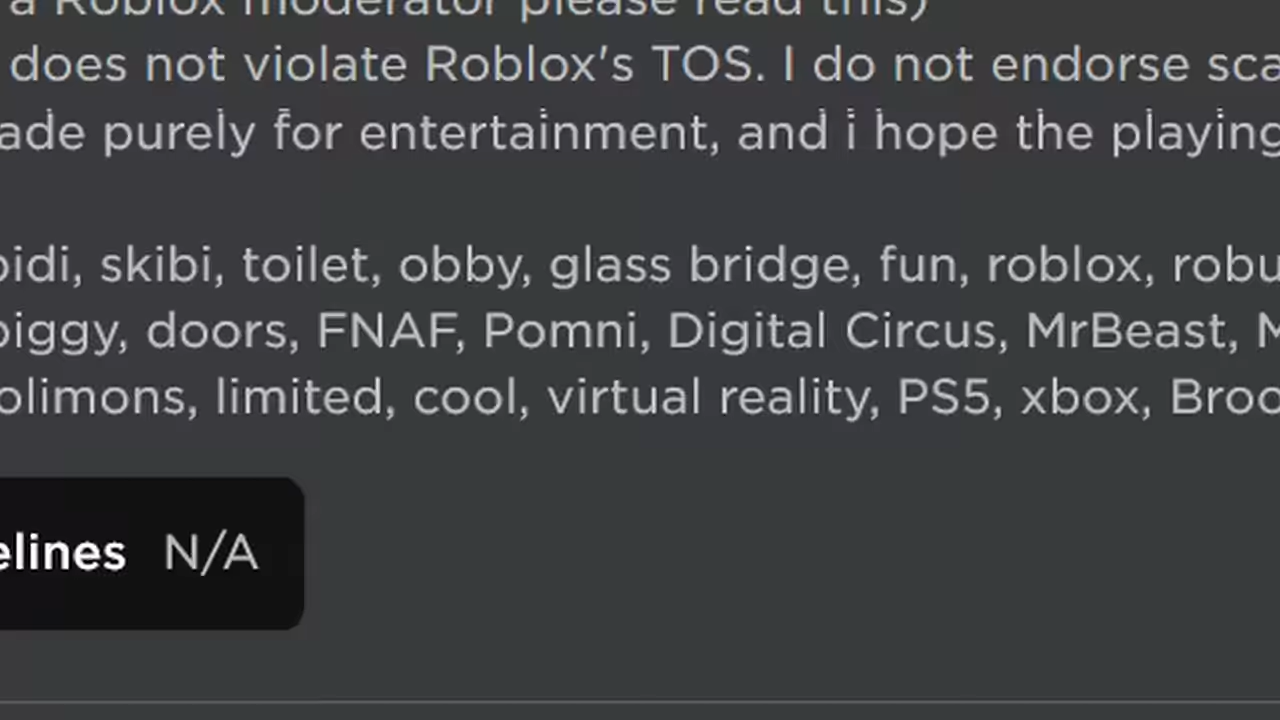 a Roblox moderator please read this)
does not violate Roblox's TOS. I do not endorse sca
ade purely for entertainment, and i hope the playing
bidi, skibi, toilet, obby, glass bridge, fun, roblox, robu
piggy, doors, FNAF, Pomni, Digital Circus, MrBeast, M
olimons, limited, cool, virtual reality, PS5, xbox, Broo
elines N/A